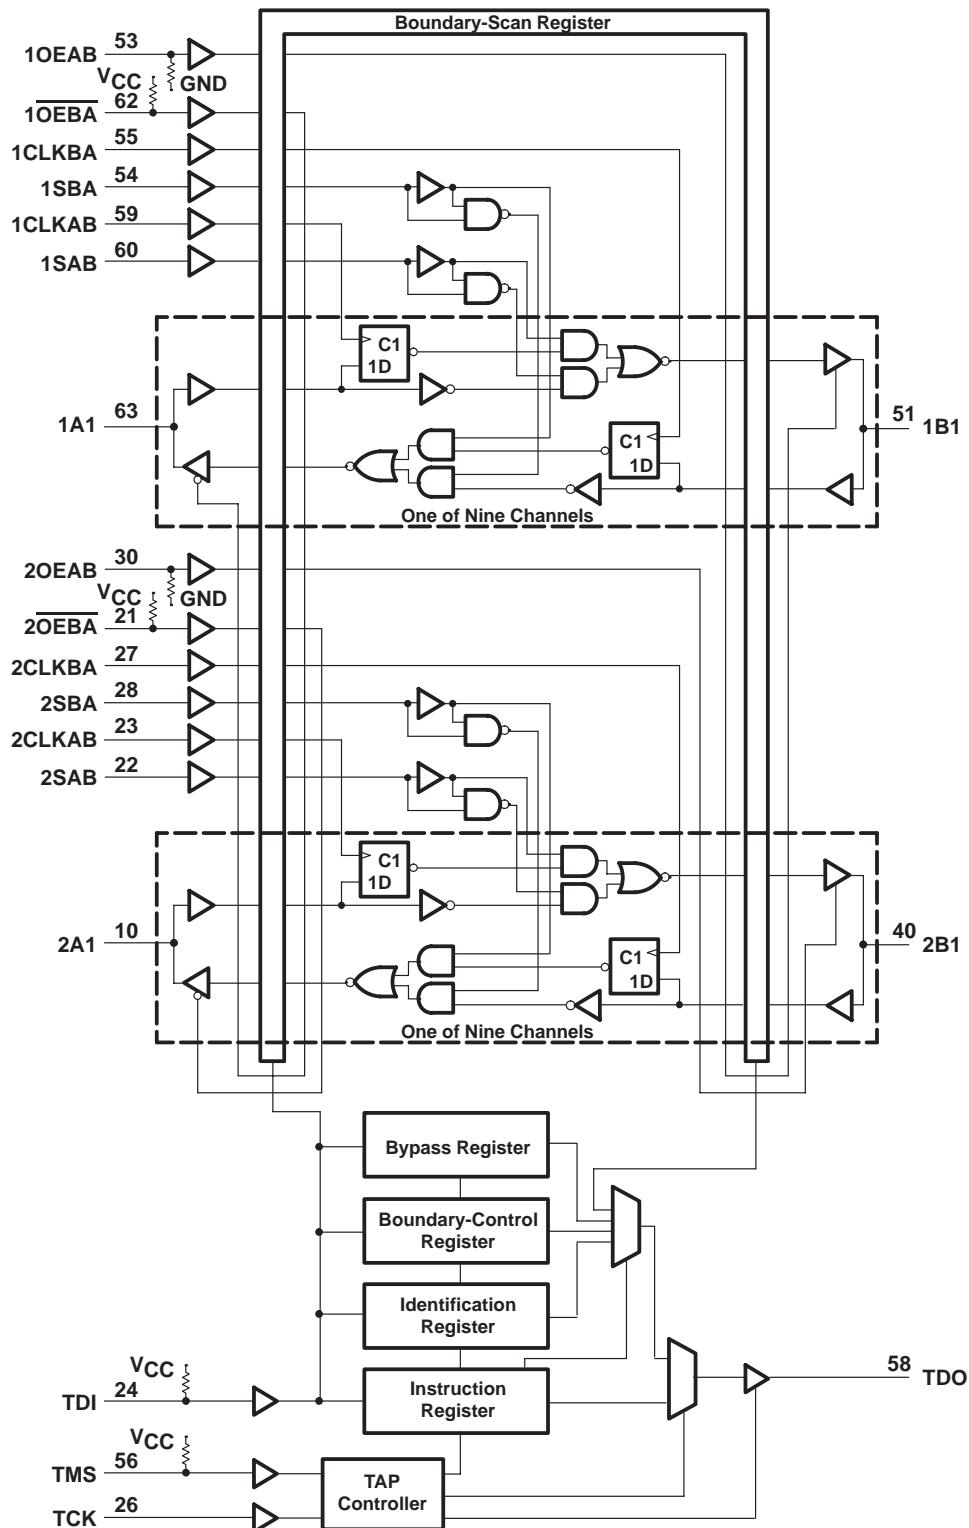 Boundary-Scan Register
1OEAB 53
VCC GND
1OEBA 62
1CLKBA 55
1SBA 54
1CLKAB 59
1SAB 60
C1
1D
1A1 63
51 1B1
C1
1D
One of Nine Channels
2OEAB 30
VCC GND
2OEBA 21
2CLKBA 27
2SBA 28
2CLKAB 23
2SAB 22
C1
1D
2A1 10
40 2B1
C1
1D
One of Nine Channels
Bypass Register
Boundary-Control
Register
Identification
Register
VCC
TDI 24
Instruction
Register
58 TDO
VCC
TMS 56
TAP
Controller
TCK 26